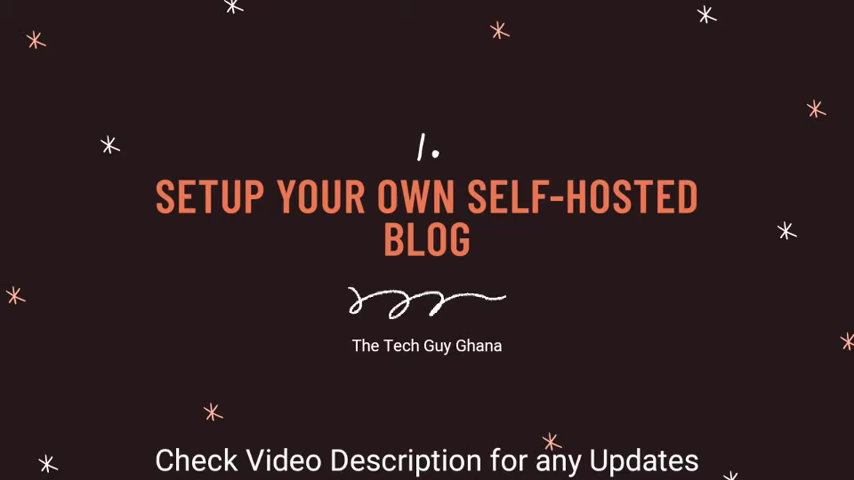 1.
SETUP YOUR OWN SELF-HOSTED
BLOG
The Tech Guy Ghana
Check Video Description for any Updates